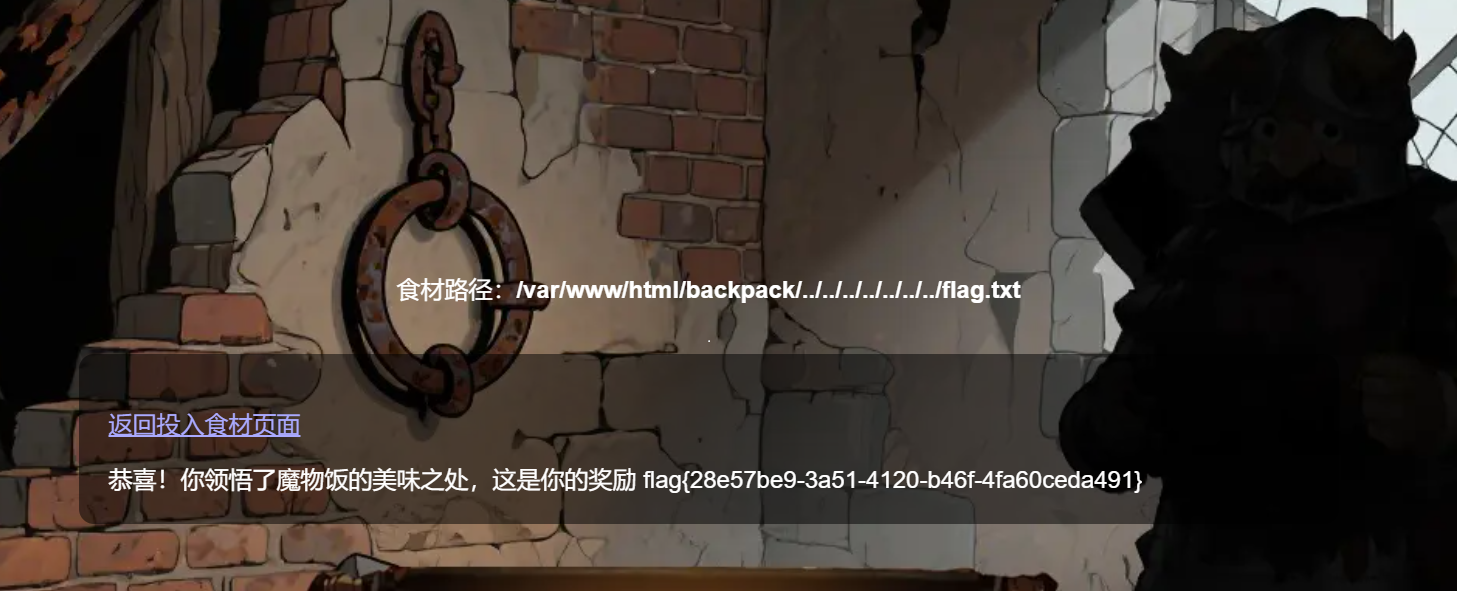 食材路径：/var/www/html/backpack/../../../../../../../flag.txt
返回投入食材页面
恭喜！你领悟了魔物饭的美味之处，这是你的奖励 flag{28e57be9-3a51-4120-b46f-4fa60ceda491}